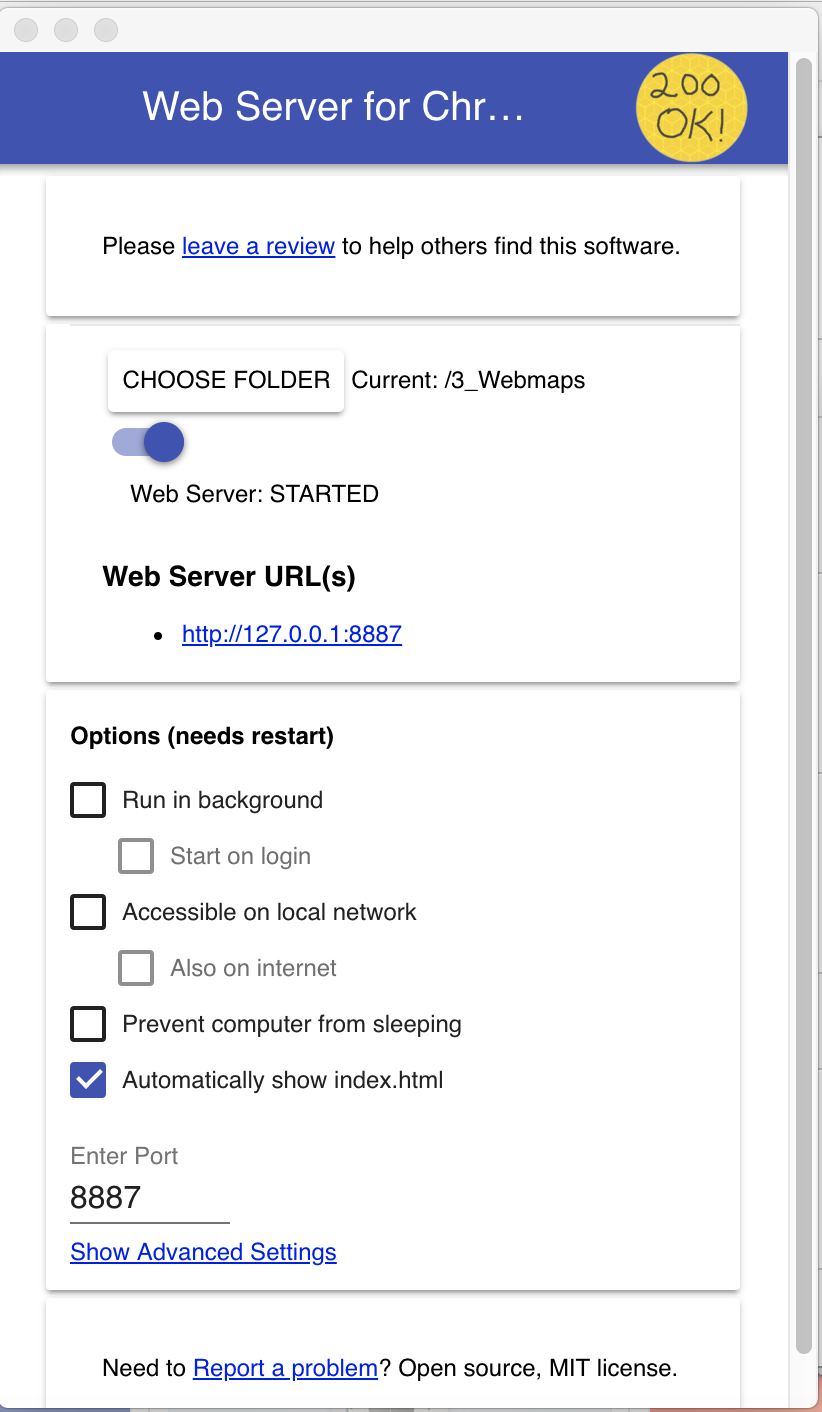 Web Server for Chr…
200
OK!
Please leave a review to help others find this software.
CHOOSE FOLDER Current: /3_Webmaps
Web Server: STARTED
Web Server URL(s)
• http://127.0.0.1:8887
Options (needs restart)
Run in background
Start on login
Accessible on local network
Also on internet
Prevent computer from sleeping
Automatically show index.html
Enter Port
8887
Show Advanced Settings
Need to Report a problem? Open source, MIT license.